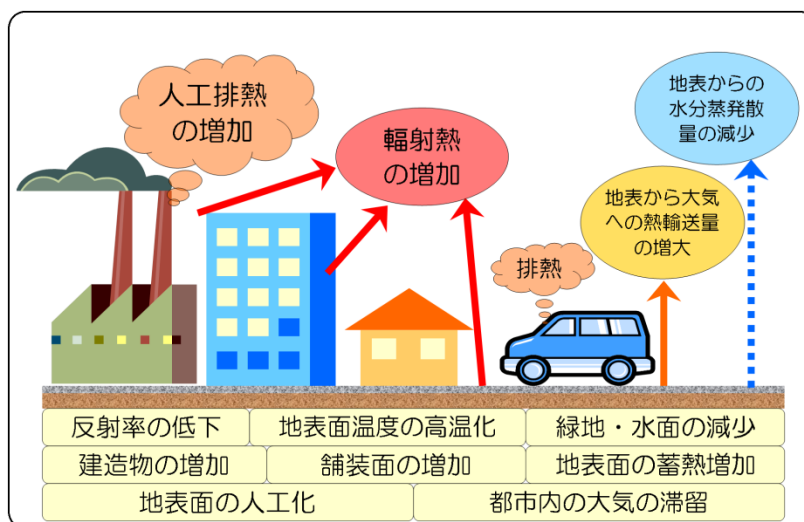 人工排熱
の増加
輻射熱
の増加
地表からの
水分蒸発散
量の減少
地表から大気
への熱輸送量
の増大
排熱
反射率の低下
地表面温度の高温化
緑地・水面の減少
建造物の増加
舗装面の増加
地表面の蓄熱増加
地表面の人工化
都市内の大気の滞留